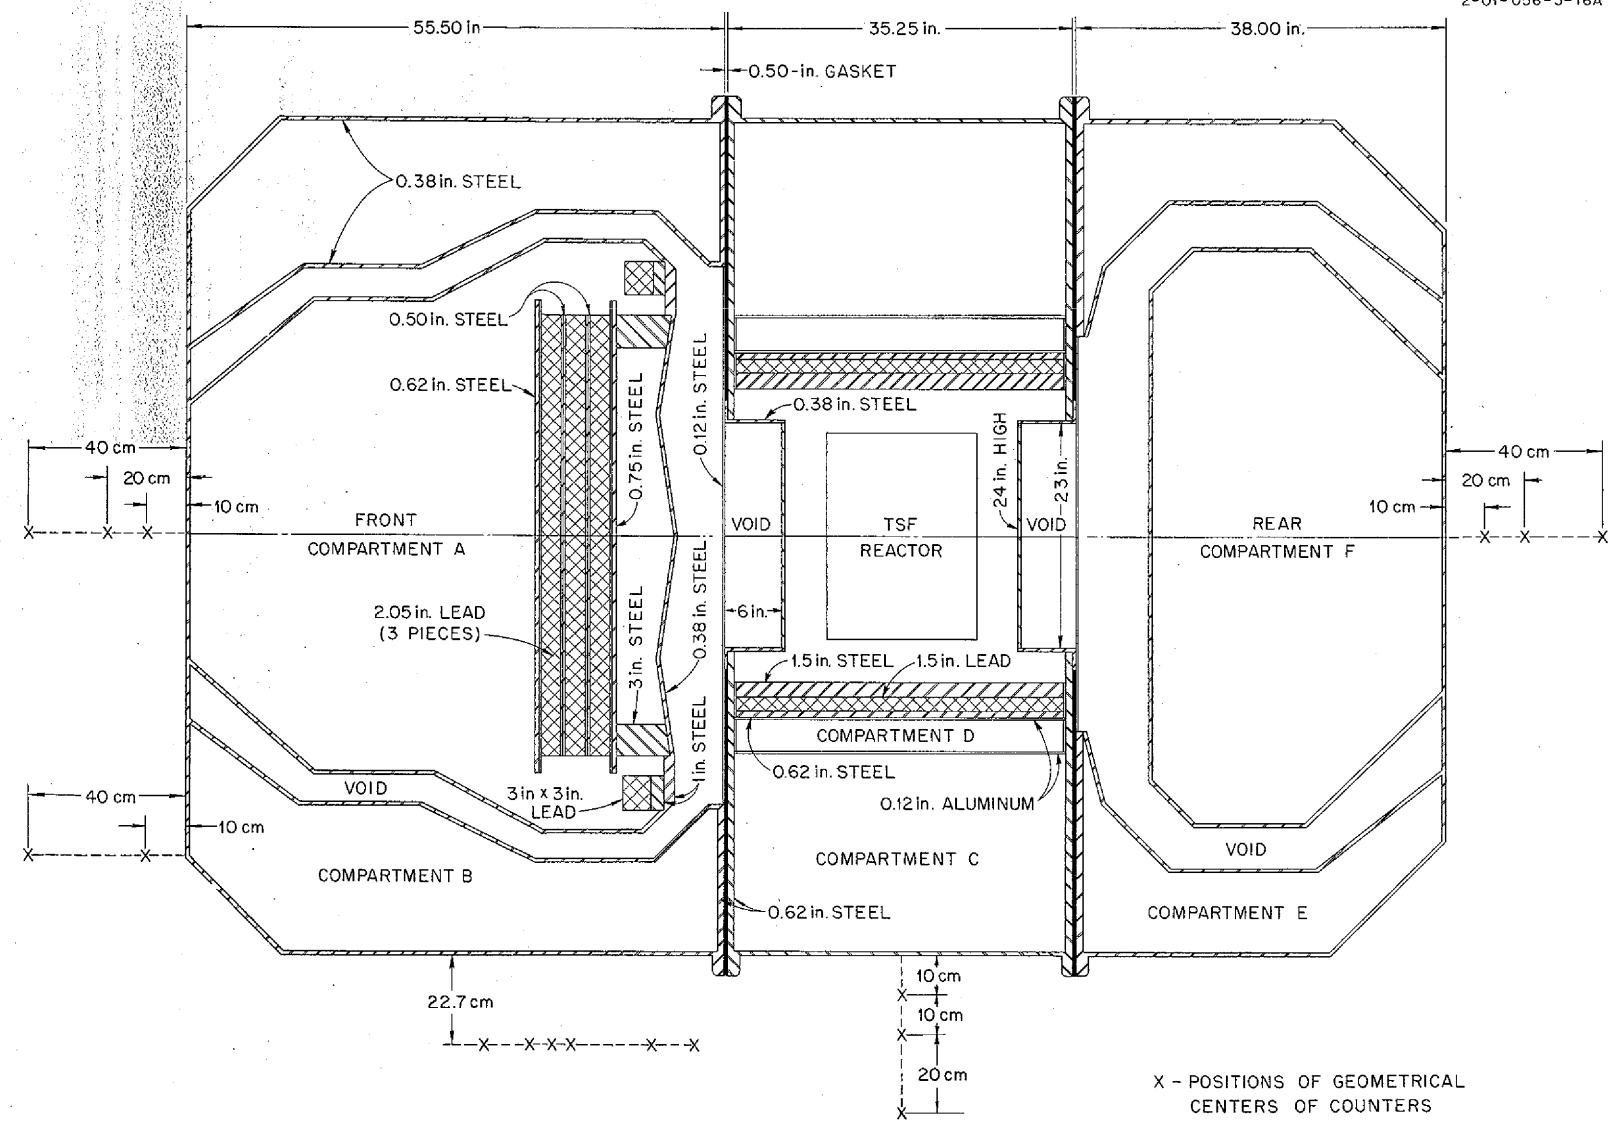 2-01-056-3-16A
55.50 in
35.25 in.
38.00 in.
0.50-in. GASKET
0.38 in. STEEL
0.50 in. STEEL
0.62 in. STEEL
0.75 in. STEEL
0.12 in. STEEL
0.38 in. STEEL
24 in. HIGH
23 in.
40 cm
20 cm
10 cm
40 cm
20 cm
10 cm
FRONT
COMPARTMENT A
VOID
TSF
REACTOR
VOID
REAR
COMPARTMENT F
2.05 in. LEAD
(3 PIECES)
3 in. STEEL
0.38 in. STEEL
6 in.
1.5 in. STEEL
1.5 in. LEAD
1 in. STEEL
COMPARTMENT D
0.62 in. STEEL
0.12 in. ALUMINUM
VOID
3 in x 3 in.
LEAD
40 cm
10 cm
COMPARTMENT B
COMPARTMENT C
VOID
COMPARTMENT E
0.62 in. STEEL
22.7 cm
10 cm
10 cm
20 cm
X - POSITIONS OF GEOMETRICAL
CENTERS OF COUNTERS